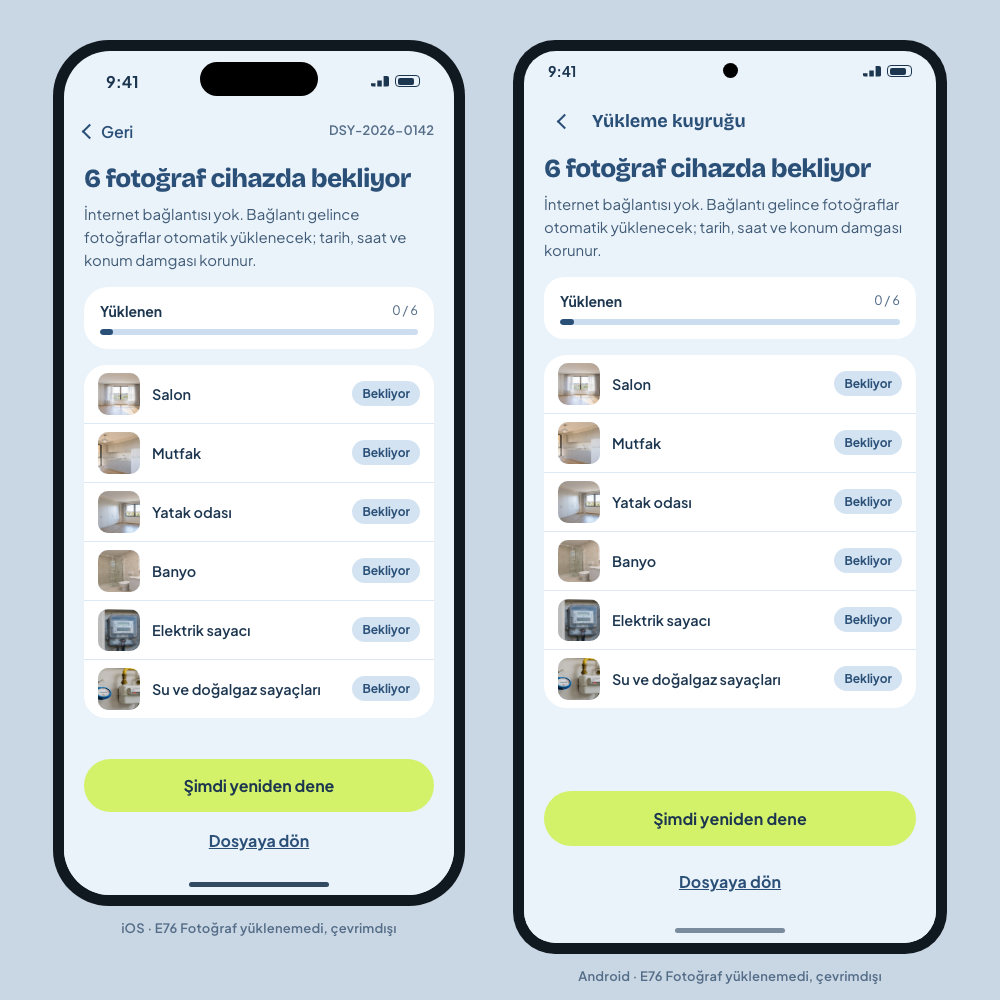 9:41
Geri
DSY-2026-0142
6 fotoğraf cihazda bekliyor
İnternet bağlantısı yok. Bağlantı gelince
fotoğraflar otomatik yüklenecek; tarih, saat ve
konum damgası korunur.
Yüklenen
0 / 6
Salon
Bekliyor
Mutfak
Bekliyor
Yatak odası
Bekliyor
Banyo
Bekliyor
Elektrik sayacı
Bekliyor
Su ve doğalgaz sayaçları
Bekliyor
Şimdi yeniden dene
Dosyaya dön
iOS · E76 Fotoğraf yüklenemedi, çevrimdışı
9:41
Yükleme kuyruğu
6 fotoğraf cihazda bekliyor
İnternet bağlantısı yok. Bağlantı gelince fotoğraflar
otomatik yüklenecek; tarih, saat ve konum damgası
korunur.
Yüklenen
0 / 6
Salon
Bekliyor
Mutfak
Bekliyor
Yatak odası
Bekliyor
Banyo
Bekliyor
Elektrik sayacı
Bekliyor
Su ve doğalgaz sayaçları
Bekliyor
Şimdi yeniden dene
Dosyaya dön
Android · E76 Fotoğraf yüklenemedi, çevrimdışı